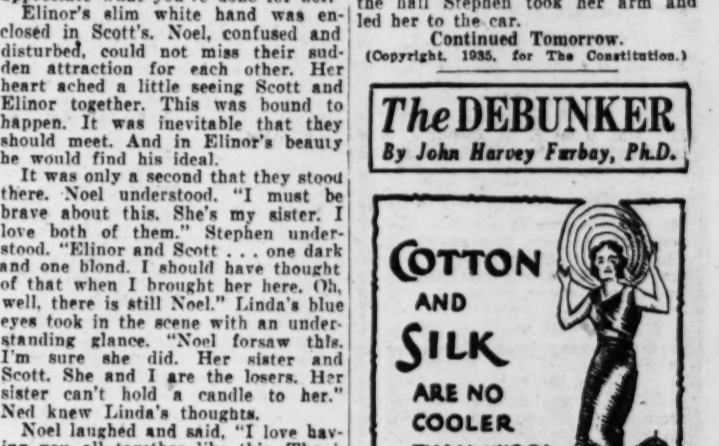 Elinor's slim white hand was en-
closed in Scott's. Noel, confused and
disturbed, could not miss their sud-
den attraction for each other. Her
heart ached a little seeing Scott and
Elinor together. This was bound to
happen. It was inevitable that they
should meet. And in Elinor's beauty
he would find his ideal.
It was only a second that they stood
there. Noel understood. "I must be
brave about this. She's my sister. I
love both of them." Stephen under-
stood. "Elinor and Scott . . . one dark
and one blond. I should have thought
of that when I brought her here. Oh,
well, there is still Noel." Linda's blue
eyes took in the scene with an under-
standing glance. "Noel forsaw this.
I'm sure she did. Her sister and
Scott. She and I are the losers. Her
sister can't hold a candle to her."
Ned knew Linda's thoughts.
Noel laughed and said, "I love hav-
the hall Stephen took her arm and
led her to the car.
Continued Tomorrow.
(Copyright, 1935, for The Constitution.)
The DEBUNKER
By John Harvey Furbay, Ph.D.
COTTON
AND
SILK
ARE NO
COOLER